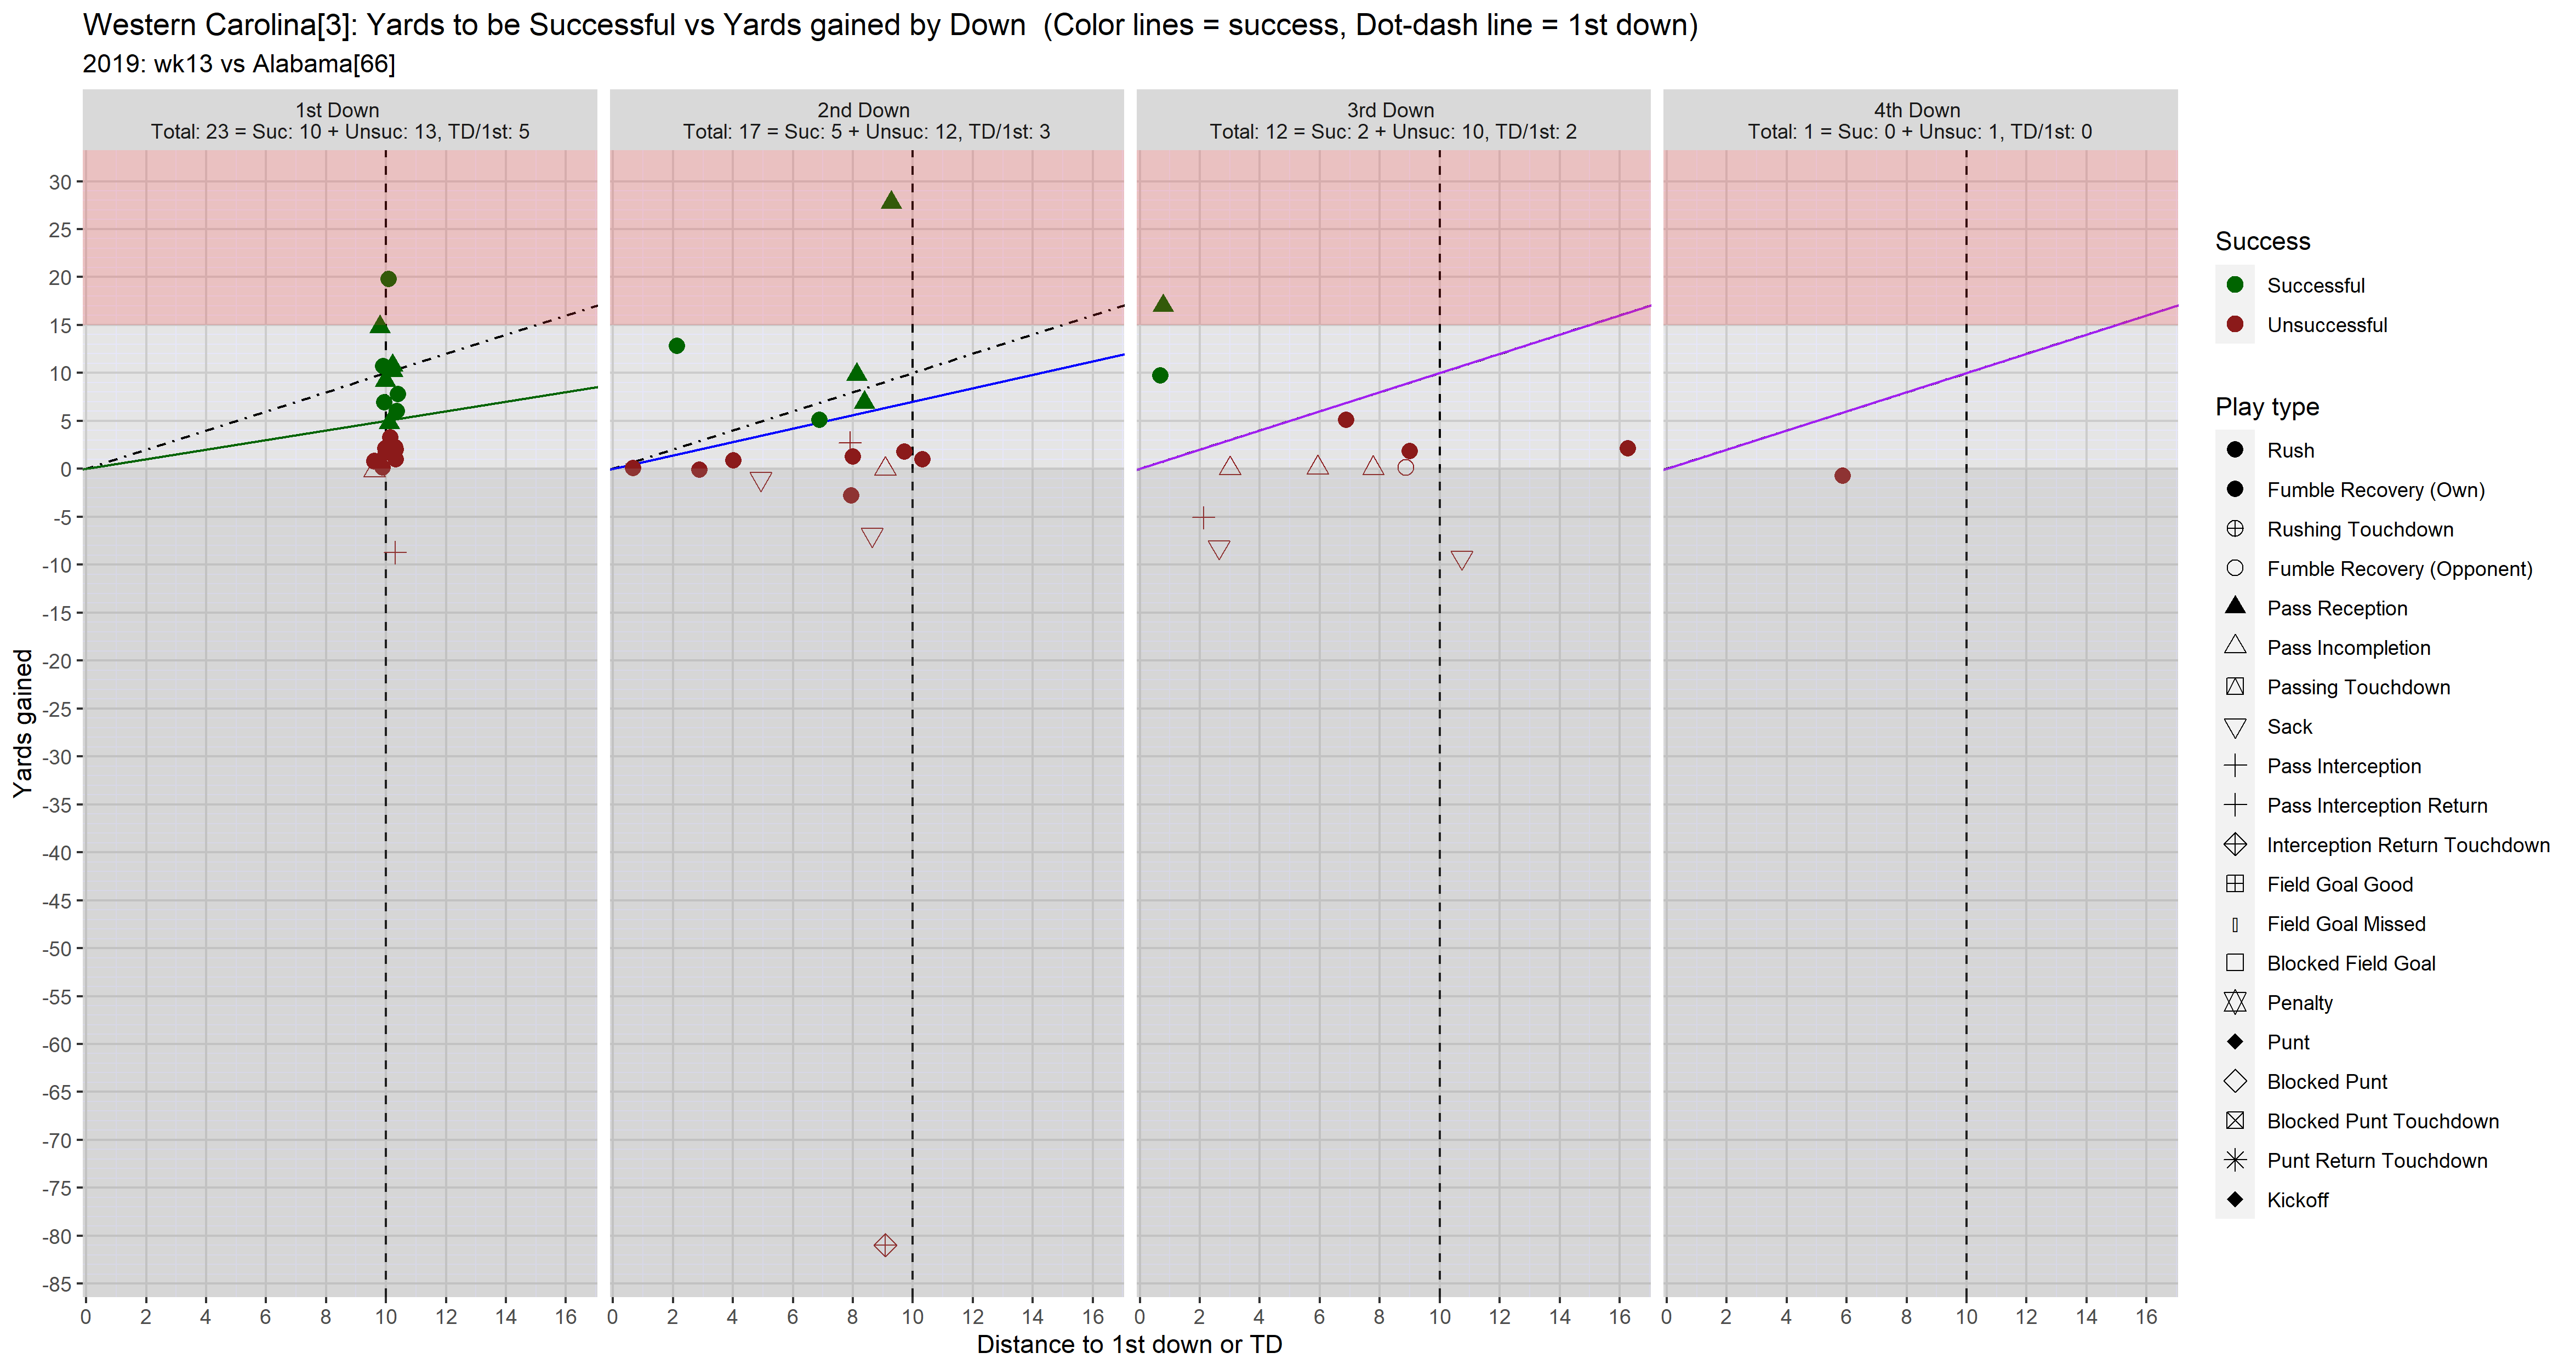 Western Carolina[3]: Yards to be Successful vs Yards gained by Down  (Color lines = success, Dot-dash line = 1st down)
2019: wk13 vs Alabama[66]
1st Down
Total: 23 = Suc: 10 + Unsuc: 13, TD/1st: 5
2nd Down
Total: 17 = Suc: 5 + Unsuc: 12, TD/1st: 3
3rd Down
Total: 12 = Suc: 2 + Unsuc: 10, TD/1st: 2
4th Down
Total: 1 = Suc: 0 + Unsuc: 1, TD/1st: 0
30
25
20
15
10
5
0
-5
-10
-15
-20
-25
-30
-35
-40
-45
-50
-55
-60
-65
-70
-75
-80
-85
Yards gained
0 2 4 6 8 10 12 14 16
0 2 4 6 8 10 12 14 16
0 2 4 6 8 10 12 14 16
0 2 4 6 8 10 12 14 16
Distance to 1st down or TD
Success
Successful
Unsuccessful
Play type
Rush
Fumble Recovery (Own)
Rushing Touchdown
Fumble Recovery (Opponent)
Pass Reception
Pass Incompletion
Passing Touchdown
Sack
Pass Interception
Pass Interception Return
Interception Return Touchdown
Field Goal Good
Field Goal Missed
Blocked Field Goal
Penalty
Punt
Blocked Punt
Blocked Punt Touchdown
Punt Return Touchdown
Kickoff